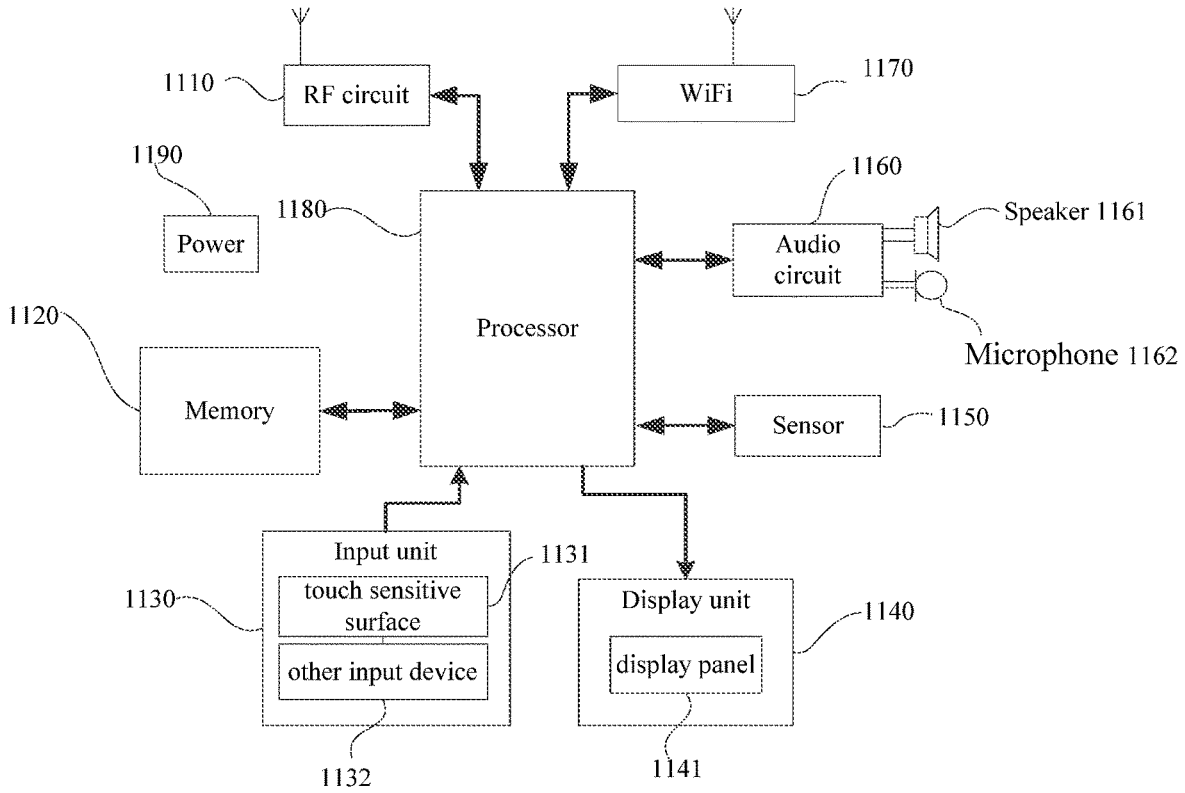 1110
RF circuit
WiFi
1170
1190
Power
1180
1160
Audio
circuit
Speaker 1161
Microphone 1162
1120
Memory
Processor
Sensor
1150
Input unit
1131
touch sensitive
surface
1130
other input device
1132
Display unit
1140
display panel
1141